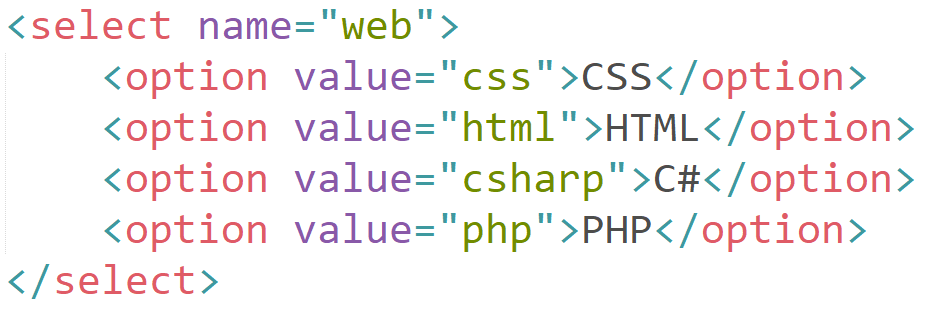 <select name="web">
    <option value="css">CSS</option>
    <option value="html">HTML</option>
    <option value="csharp">C#</option>
    <option value="php">PHP</option>
</select>